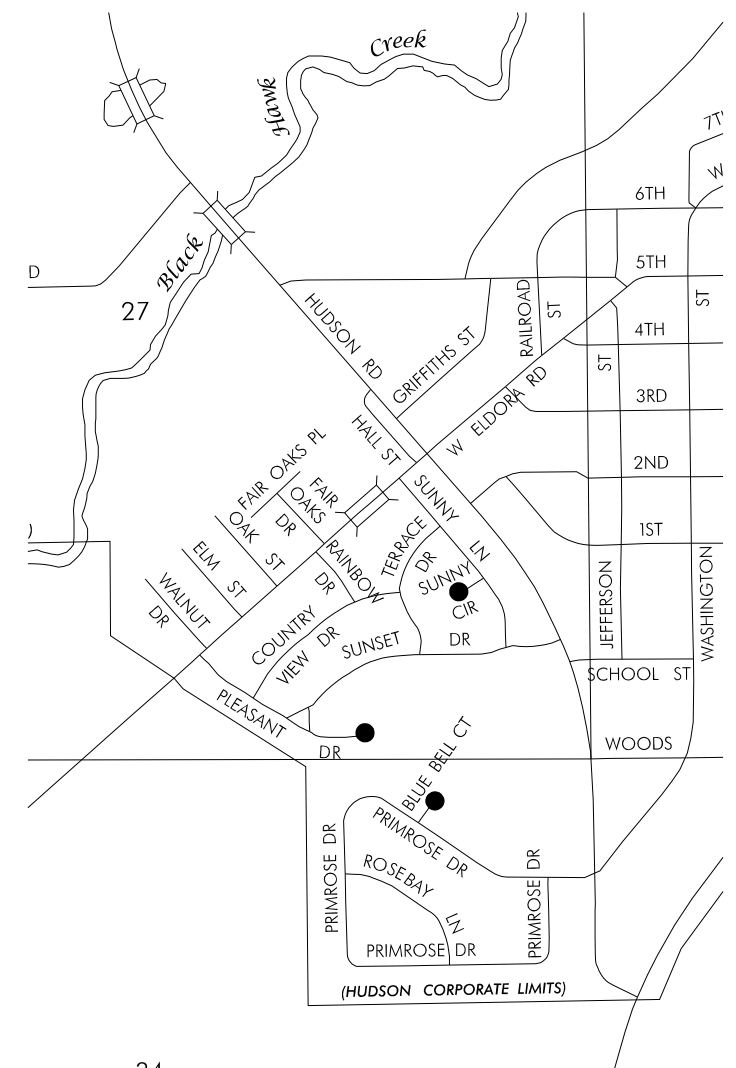 Creek
Hawk
7T
W
6TH
D
Black
5TH
27
HUDSON RD
RAILROAD
ST
ST
4TH
GRIFFITHS ST
ST
3RD
W ELDORA RD
HALL ST
2ND
FAIR OAKS PL
FAIR
OAKS
DR
SUNNY
LN
1ST
OAK ST
TERRACE
DR
ELM ST
RAINBOW
DR
SUNNY
CIR
WALNUT
DR
JEFFERSON
WASHINGTON
COUNTRY
VIEW DR
SUNSET
DR
SCHOOL ST
PLEASANT
DR
WOODS
BLUE BELL CT
PRIMROSE DR
PRIMROSE DR
ROSEBAY
LN
PRIMROSE DR
PRIMROSE DR
(HUDSON CORPORATE LIMITS)